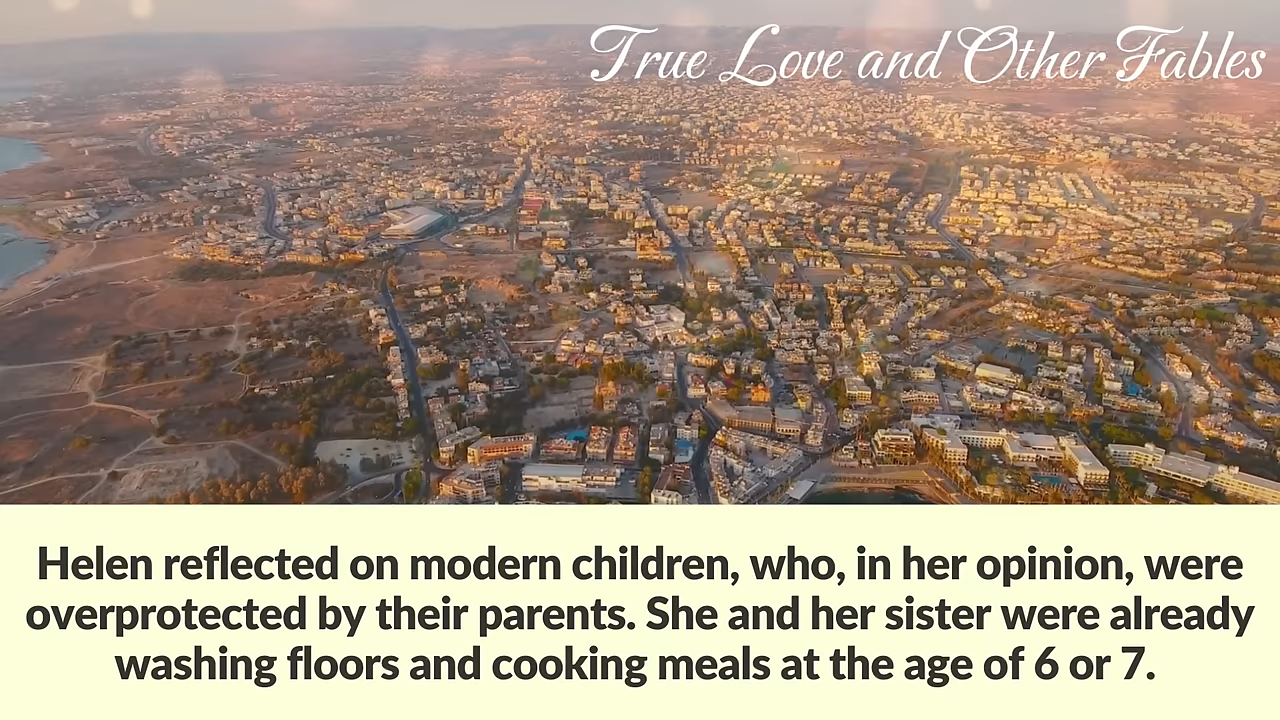 True Love and Other Fables
Helen reflected on modern children, who, in her opinion, were
overprotected by their parents. She and her sister were already
washing floors and cooking meals at the age of 6 or 7.